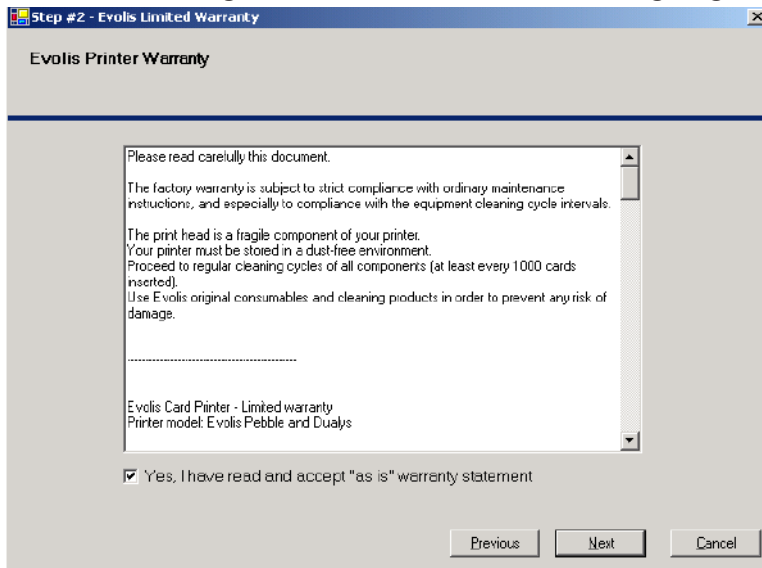 Step #2 - Evolis Limited Warranty
Evolis Printer Warranty
Please read carefully this document.
The factory warranty is subject to strict compliance with ordinary maintenance
instructions, and especially to compliance with the equipment cleaning cycle intervals.
The print head is a fragile component of your printer.
Your printer must be stored in a dust-free environment.
Proceed to regular cleaning cycles of all components (at least every 1000 cards
inserted).
Use Evolis original consumables and cleaning products in order to prevent any risk of
damage.
--------------------------------------------
Evolis Card Printer - Limited warranty
Printer model: Evolis Pebble and Dualys
Yes, I have read and accept "as is" warranty statement
Previous Next Cancel